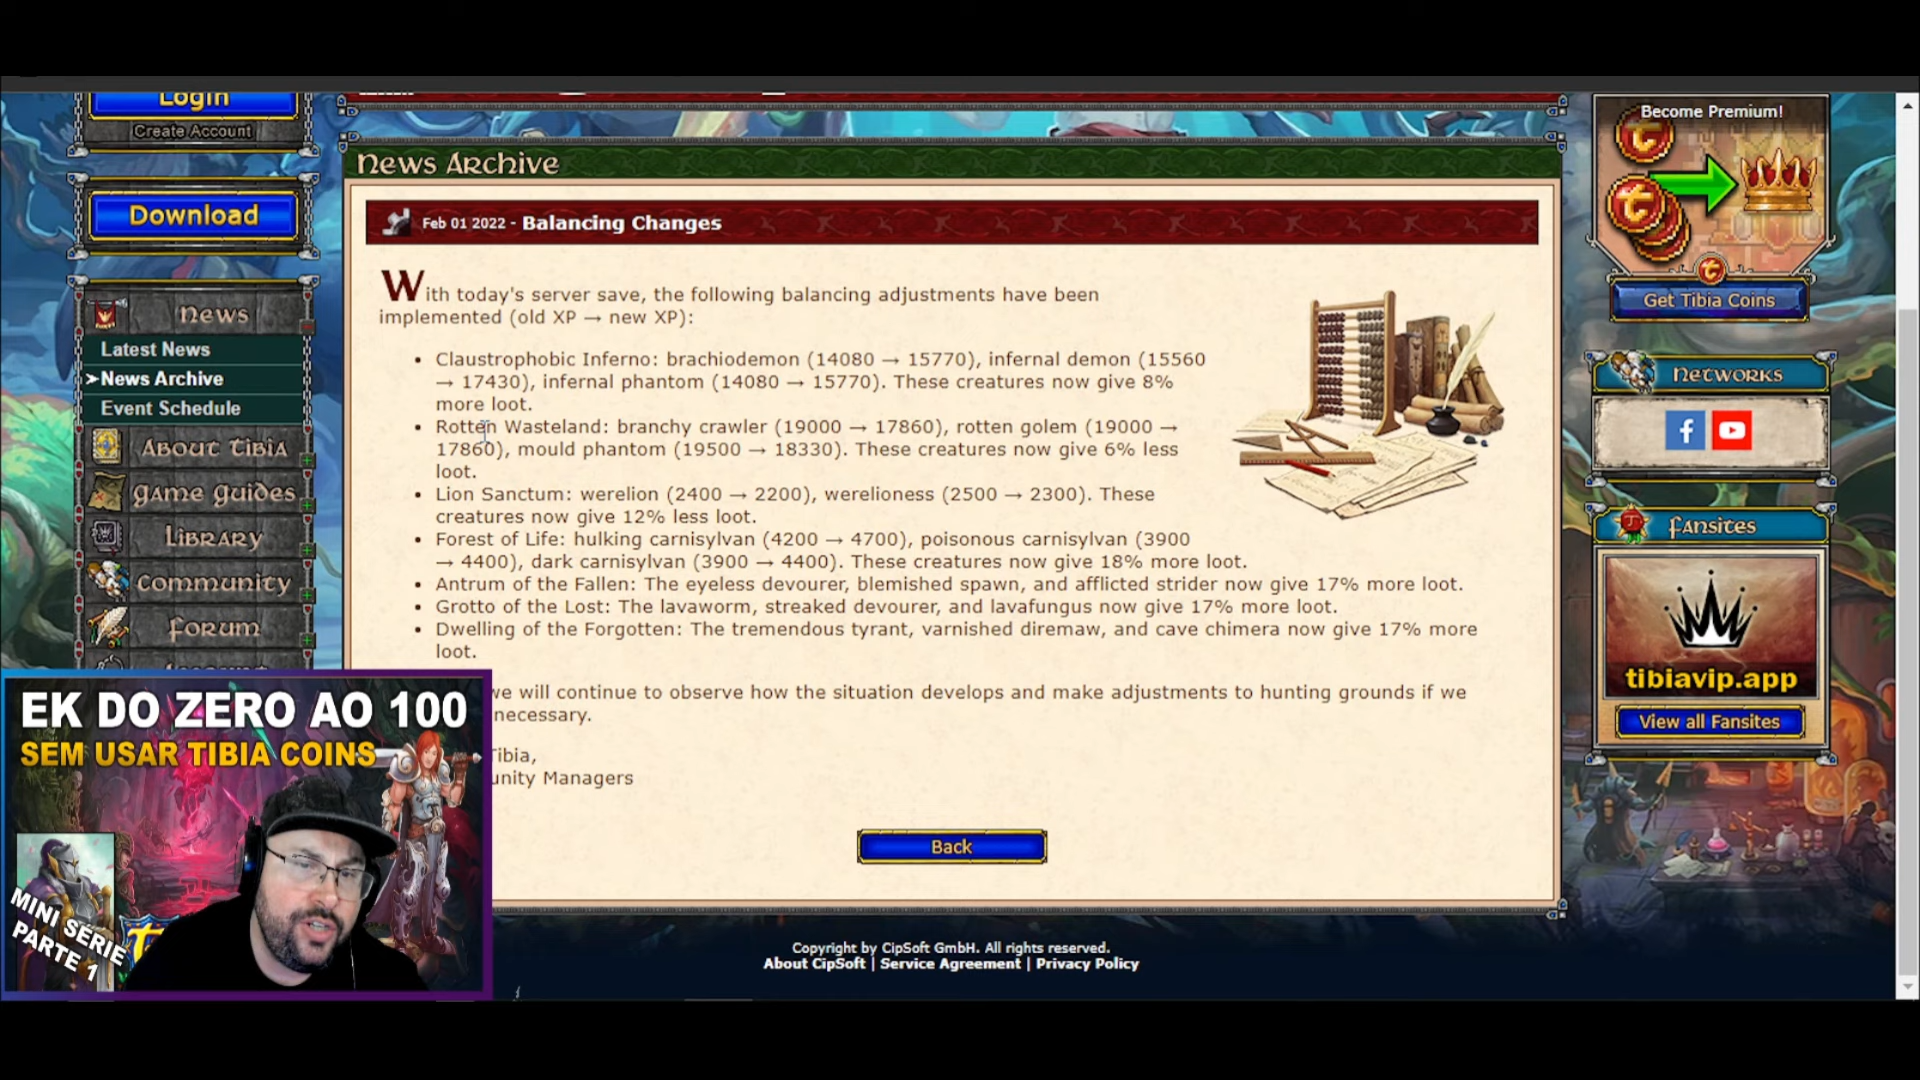 Login
Create Account
Download
News
Latest News
News Archive
Event Schedule
About Tibia
Game Guides
Library
Community
Forum
News Archive
Feb 01 2022 - Balancing Changes
With today's server save, the following balancing adjustments have been
implemented (old XP → new XP):
• Claustrophobic Inferno: brachiodemon (14080 → 15770), infernal demon (15560
→ 17430), infernal phantom (14080 → 15770). These creatures now give 8%
more loot.
• Rotten Wasteland: branchy crawler (19000 → 17860), rotten golem (19000 →
17860), mould phantom (19500 → 18330). These creatures now give 6% less
loot.
• Lion Sanctum: werelion (2400 → 2200), werelioness (2500 → 2300). These
creatures now give 12% less loot.
• Forest of Life: hulking carnisylvan (4200 → 4700), poisonous carnisylvan (3900
→ 4400), dark carnisylvan (3900 → 4400). These creatures now give 18% more loot.
• Antrum of the Fallen: The eyeless devourer, blemished spawn, and afflicted strider now give 17% more loot.
• Grotto of the Lost: The lavaworm, streaked devourer, and lavafungus now give 17% more loot.
• Dwelling of the Forgotten: The tremendous tyrant, varnished diremaw, and cave chimera now give 17% more
loot.
we will continue to observe how the situation develops and make adjustments to hunting grounds if we
necessary.
Tibia,
unity Managers
Back
Copyright by CipSoft GmbH. All rights reserved.
About CipSoft | Service Agreement | Privacy Policy
Become Premium!
Get Tibia Coins
Networks
Fansites
tibiavip.app
View all Fansites
EK DO ZERO AO 100
SEM USAR TIBIA COINS
MINI SÉRIE
PARTE 1